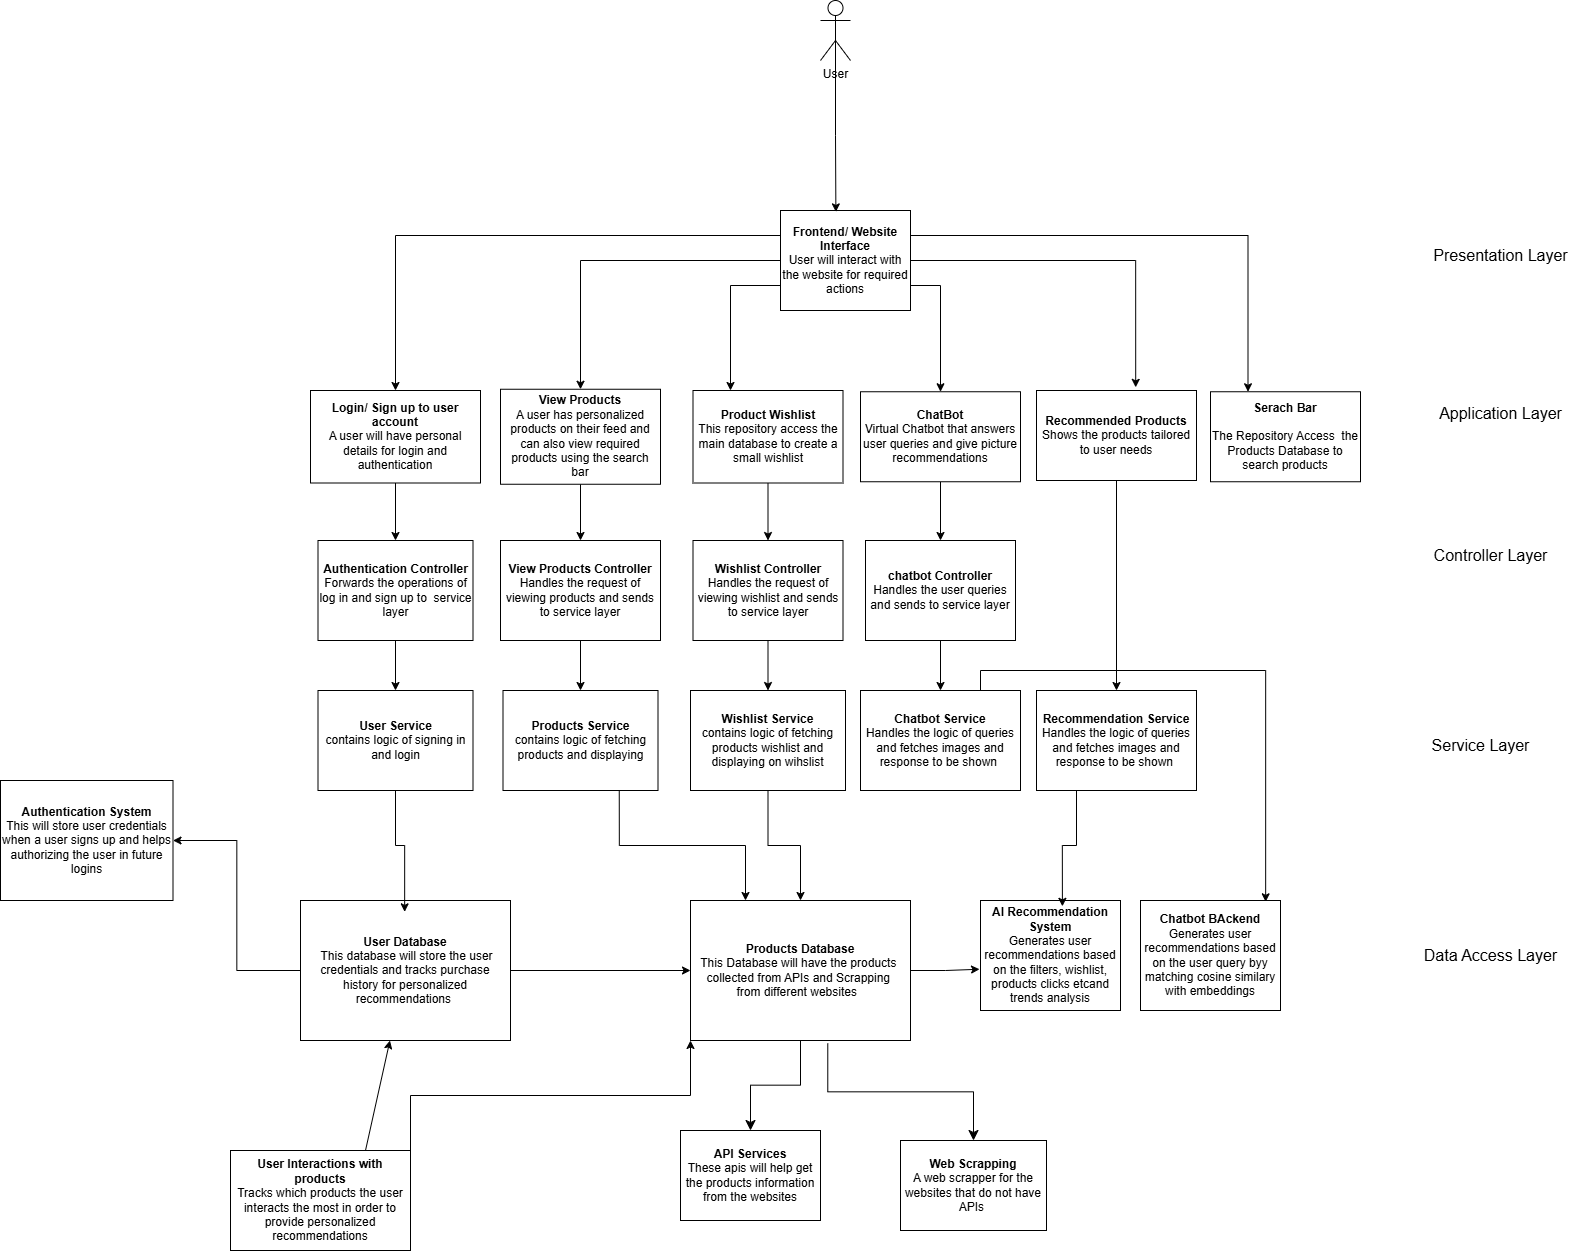 User
Frontend/ Website
Interface
User will interact with
the website for required
actions
Presentation Layer
Login/ Sign up to user
account
A user will have personal
details for login and
authentication
View Products
A user has personalized
products on their feed and
can also view required
products using the search
bar
Product Wishlist
This repository access the
main database to create a
small wishlist
ChatBot
Virtual Chatbot that answers
user queries and give picture
recommendations
Recommended Products
Shows the products tailored
to user needs
Serach Bar
The Repository Access the
Products Database to
search products
Application Layer
Authentication Controller
Forwards the operations of
log in and sign up to service
layer
View Products Controller
Handles the request of
viewing products and sends
to service layer
Wishlist Controller
Handles the request of
viewing wishlist and sends
to service layer
chatbot Controller
Handles the user queries
and sends to service layer
Controller Layer
User Service
contains logic of signing in
and login
Products Service
contains logic of fetching
products and displaying
Wishlist Service
contains logic of fetching
products wishlist and
displaying on wihslist
Chatbot Service
Handles the logic of queries
and fetches images and
response to be shown
Recommendation Service
Handles the logic of queries
and fetches images and
response to be shown
Service Layer
Authentication System
This will store user credentials
when a user signs up and helps
authorizing the user in future
logins
User Database
This database will store the user
credentials and tracks purchase
history for personalized
recommendations
Products Database
This Database will have the products
collected from APIs and Scrapping
from different websites
AI Recommendation
System
Generates user
recommendations based
on the filters, wishlist,
products clicks etcand
trends analysis
Chatbot BAckend
Generates user
recommendations based
on the user query byy
matching cosine similary
with embeddings
Data Access Layer
User Interactions with
products
Tracks which products the user
interacts the most in order to
provide personalized
recommendations
API Services
These apis will help get
the products information
from the websites
Web Scrapping
A web scrapper for the
websites that do not have
APIs